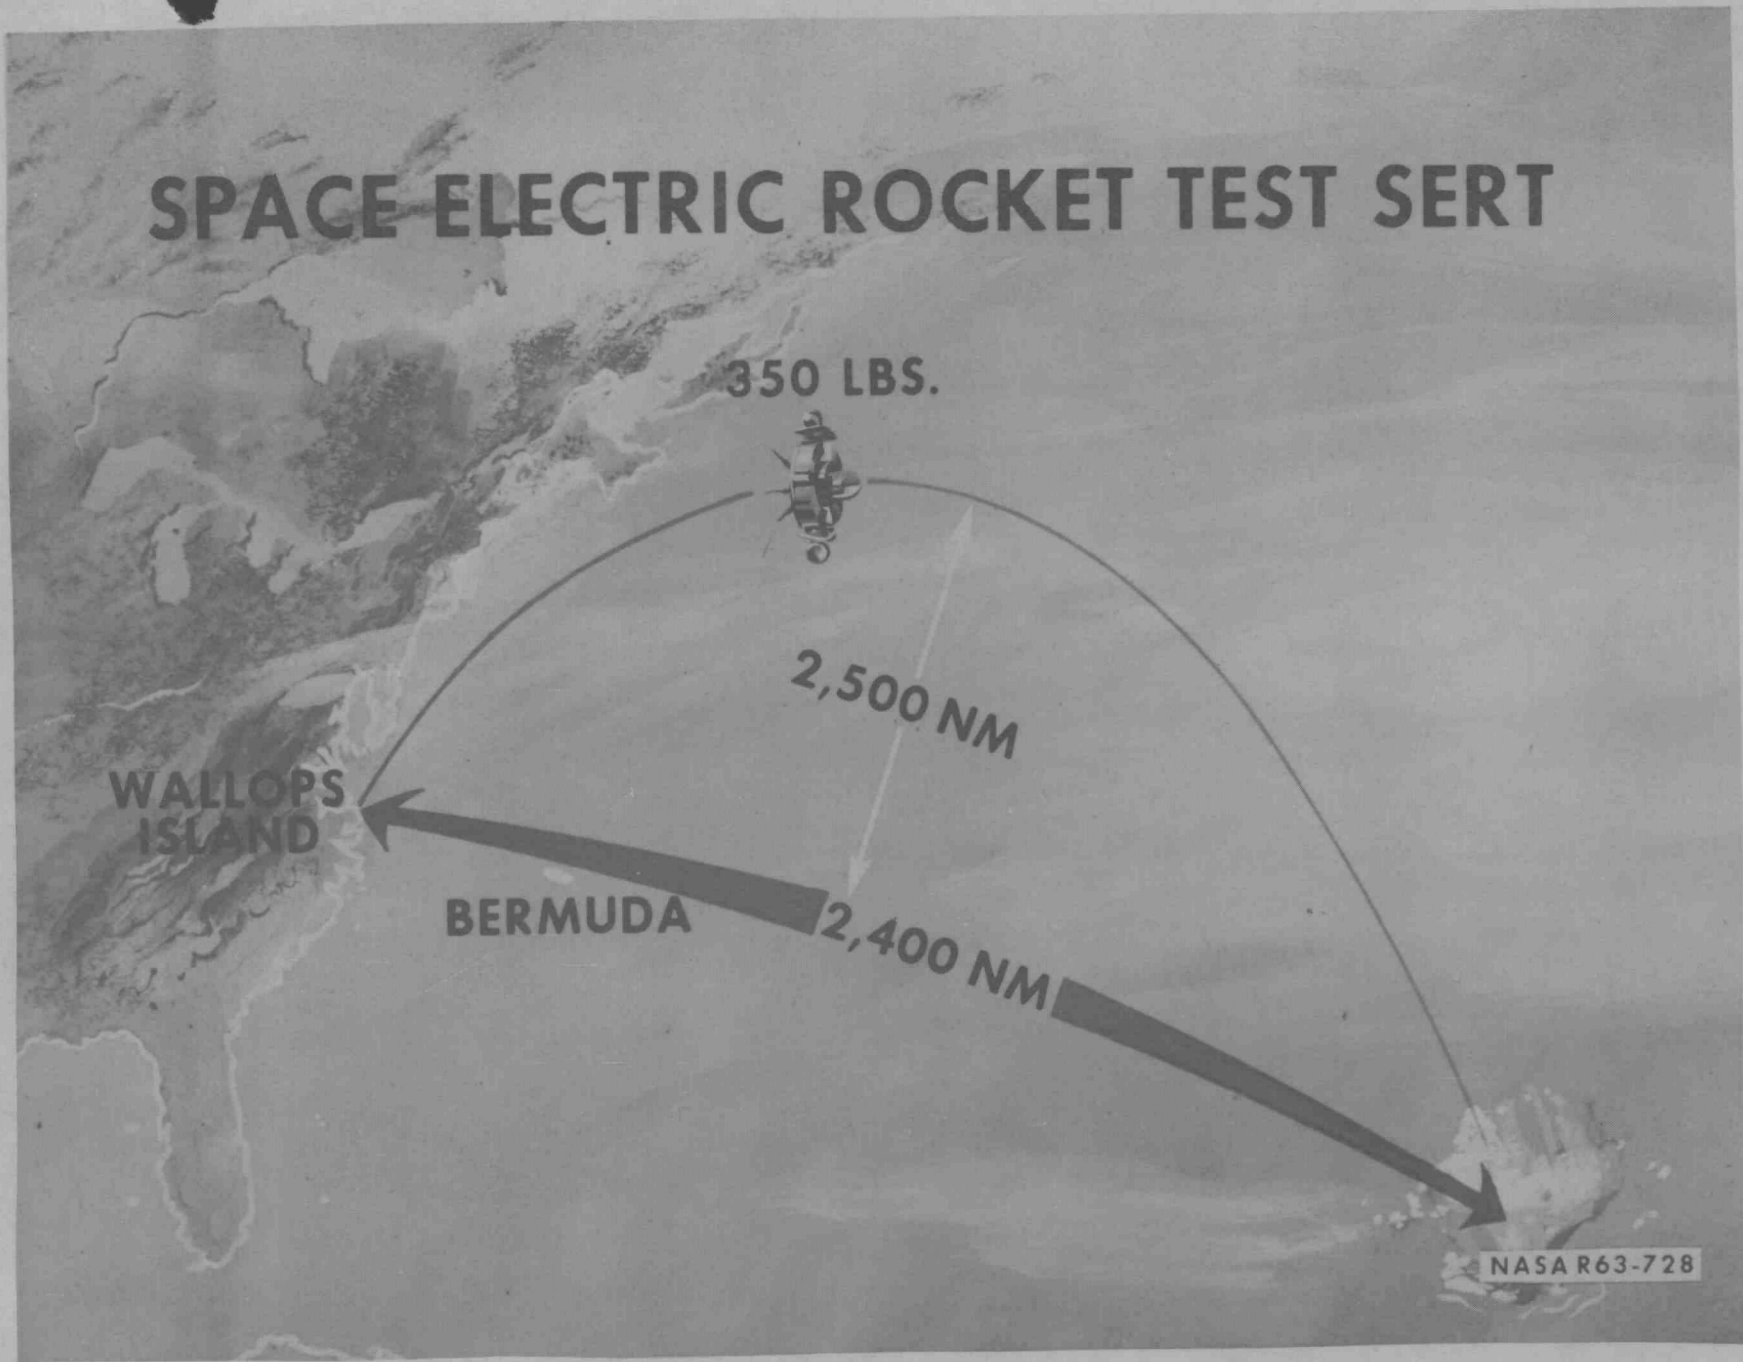 SPACE ELECTRIC ROCKET TEST SERT
350 LBS.
2,500 NM
WALLOPS
ISLAND
BERMUDA
2,400 NM
NASA R63-728